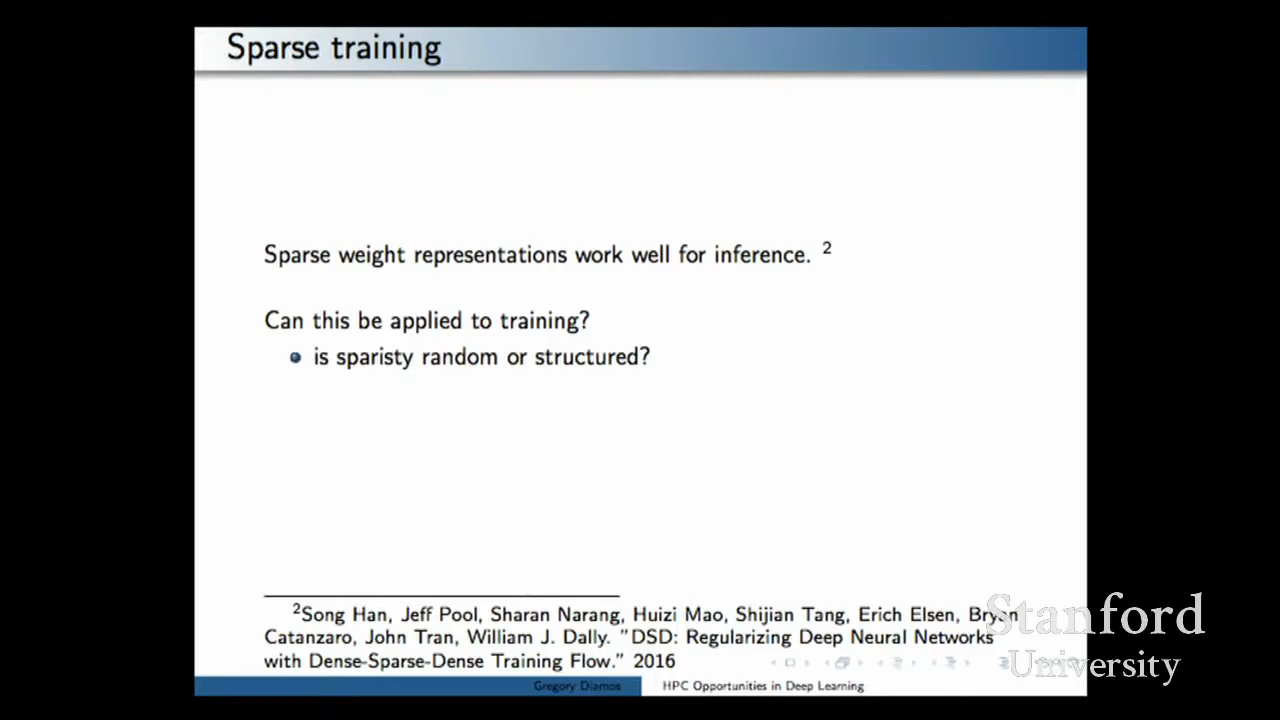 Sparse training
Sparse weight representations work well for inference. 2
Can this be applied to training?
is sparisty random or structured?
2Song Han, Jeff Pool, Sharan Narang, Huizi Mao, Shijian Tang, Erich Elsen, Bryan
Catanzaro, John Tran, William J. Dally. "DSD: Regularizing Deep Neural Networks
with Dense-Sparse-Dense Training Flow." 2016
Gregory Diamos
HPC Opportunities in Deep Learning
Stanford
University